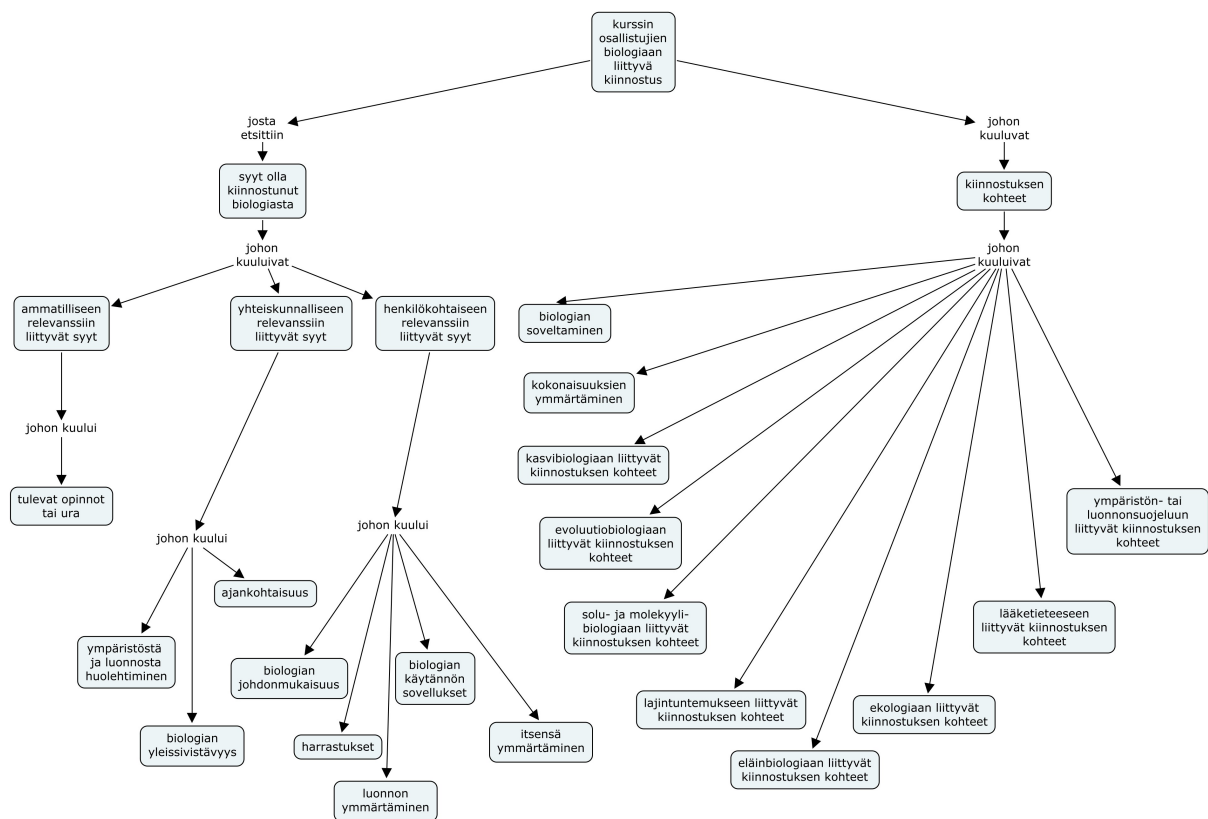 kurssin
osallistujien
biologiaan
liittyvä
kiinnostus
josta
etsittiin
johon
kuuluvat
syyt olla
kiinnostunut
biologiasta
kiinnostuksen
kohteet
johon
kuuluivat
johon
kuuluivat
ammatilliseen
relevanssiin
liittyvät syyt
yhteiskunnalliseen
relevanssiin
liittyvät syyt
henkilökohtaiseen
relevanssiin
liittyvät syyt
johon kuului
tulevat opinnot
tai ura
johon kuului
ajankohtaisuus
ympäristöstä
ja luonnosta
huolehtiminen
biologian
yleissivistävyys
johon kuului
biologian
johdonmukaisuus
harrastukset
luonnon
ymmärtäminen
biologian
käytännön
sovellukset
itsensä
ymmärtäminen
biologian
soveltaminen
kokonaisuuksien
ymmärtäminen
kasvibiologiaan liittyvät
kiinnostuksen kohteet
evoluutiobiologiaan
liittyvät kiinnostuksen
kohteet
solu- ja molekyyli-
biologiaan liittyvät
kiinnostuksen kohteet
lajintuntemukseen liittyvät
kiinnostuksen kohteet
eläinbiologiaan liittyvät
kiinnostuksen kohteet
ekologiaan liittyvät
kiinnostuksen kohteet
lääketieteeseen
liittyvät kiinnostuksen
kohteet
ympäristön- tai
luonnonsuojeluun
liittyvät kiinnostuksen
kohteet